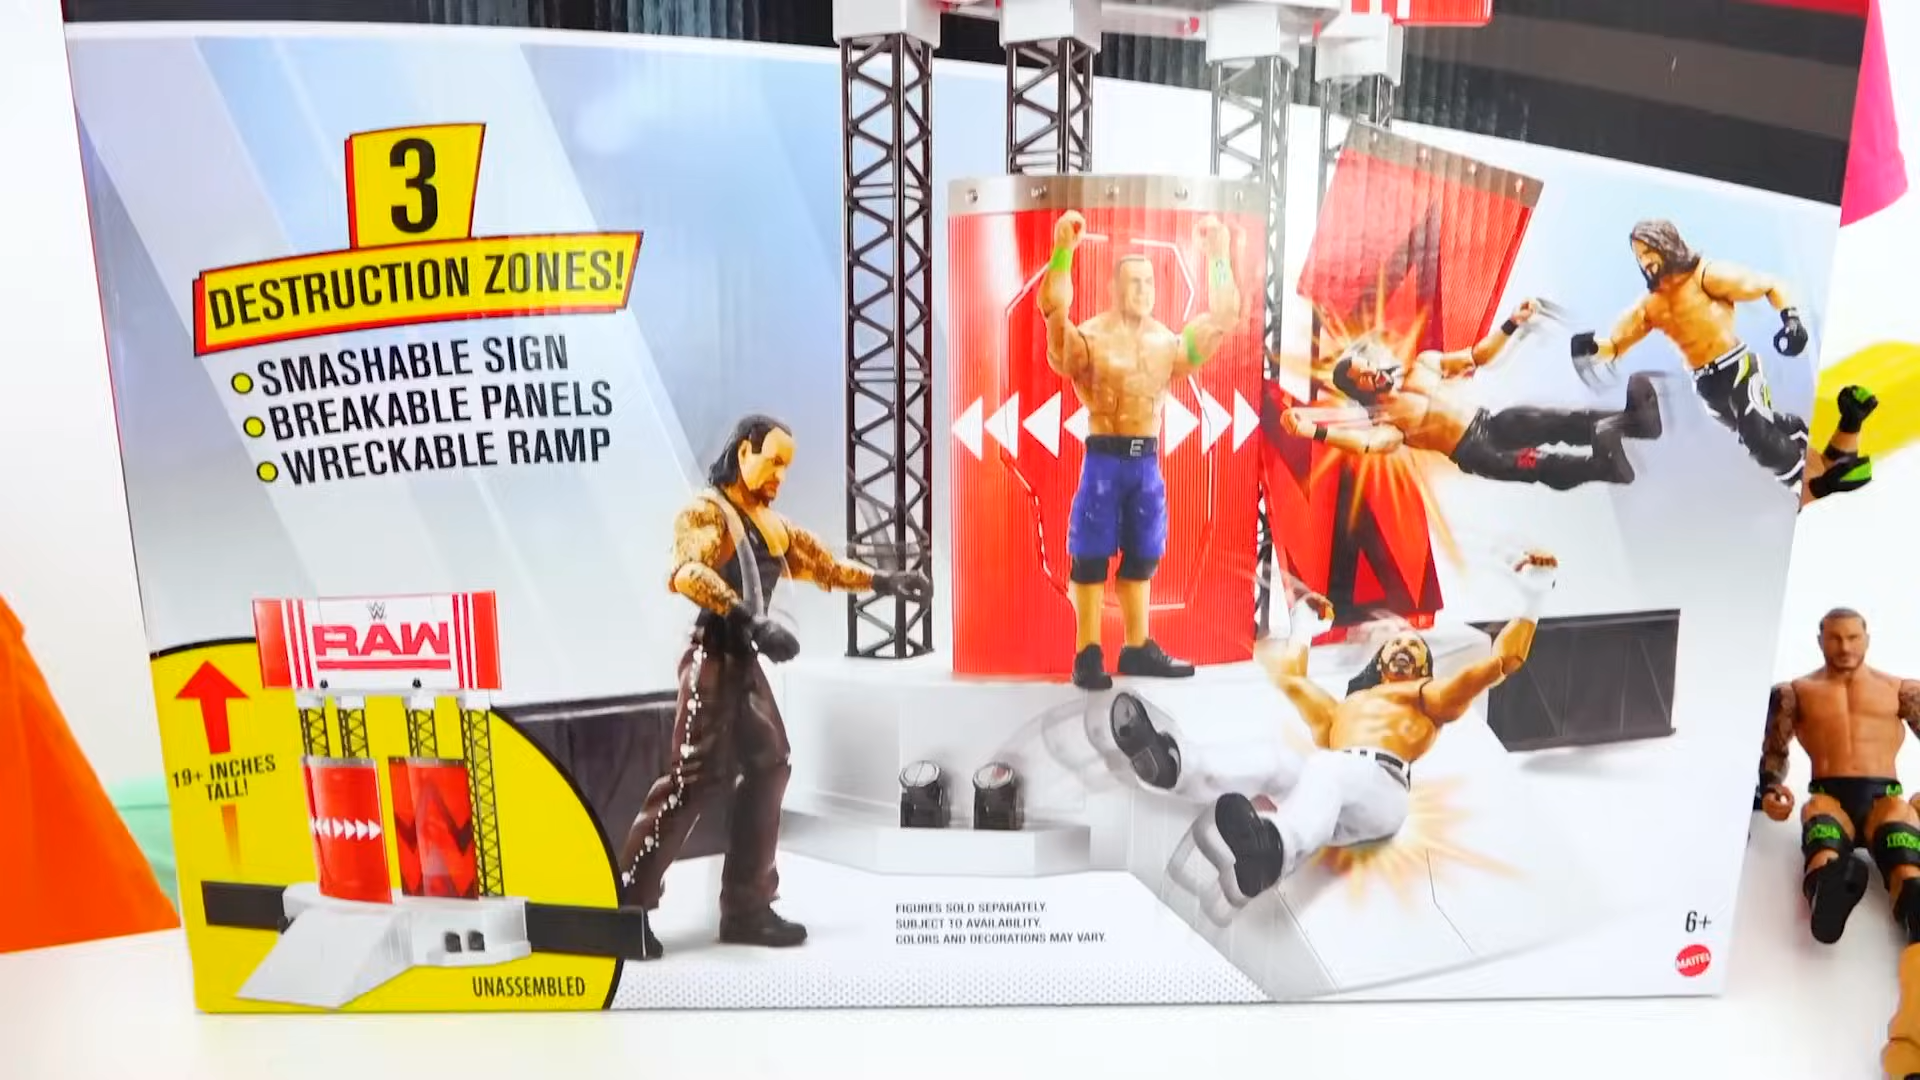 3
DESTRUCTION ZONES!
SMASHABLE SIGN
BREAKABLE PANELS
WRECKABLE RAMP
W
RAW
19+ INCHES
TALL!
UNASSEMBLED
FIGURES SOLD SEPARATELY.
SUBJECT TO AVAILABILITY.
COLORS AND DECORATIONS MAY VARY.
6+
MATTEL